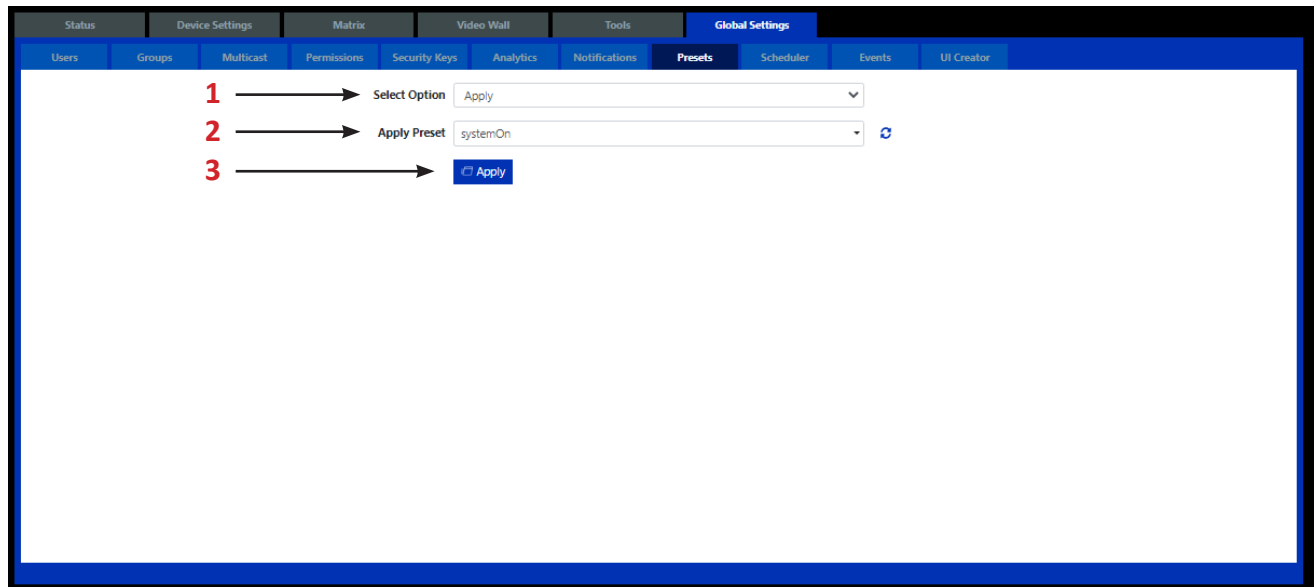 Status Device Settings Matrix Video Wall Tools Global Settings
Users Groups Multicast Permissions Security Keys Analytics Notifications Presets Scheduler Events UI Creator
1 Select Option Apply
2 Apply Preset systemOn
3 Apply